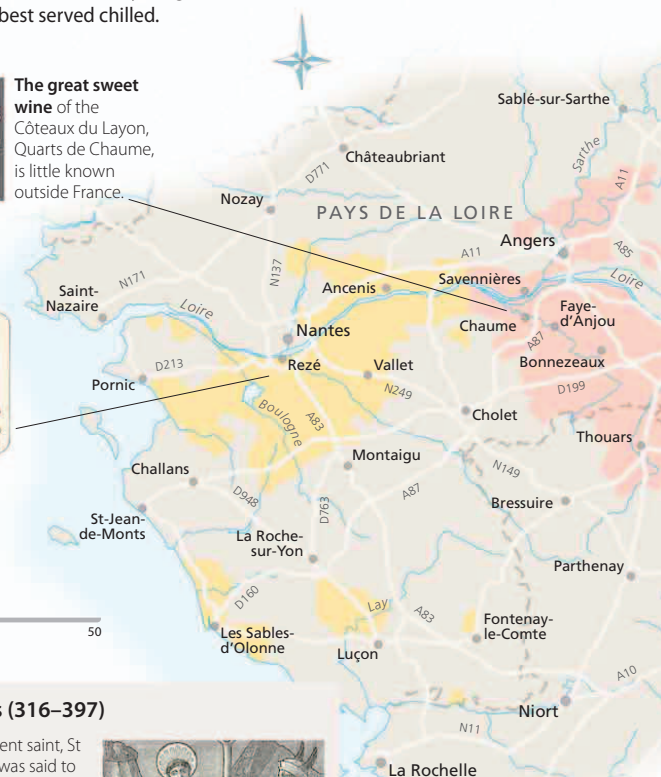 best served chilled.
The great sweet
wine of the
Côteaux du Layon,
Quarts de Chaume,
is little known
outside France.
Sablé-sur-Sarthe
Sarthe
Châteaubriant
D771
A11
Nozay
PAYS DE LA LOIRE
Angers
A11
A85
N137
Savennières
Loire
Ancenis
N171
Saint-
Nazaire
Loire
Chaume
Faye-
d'Anjou
Nantes
A87
Bonnezeaux
Rezé
Vallet
D213
Pornic
N249
D199
Boulogne
A83
Cholet
Thouars
Montaigu
Challans
N149
D948
A87
D763
Bressuire
St-Jean-
de-Monts
La Roche-
sur-Yon
Parthenay
D160
Lay
A83
Fontenay-
le-Comte
50
Les Sables-
d'Olonne
Luçon
A10
Niort
N11
La Rochelle
(316–397)
ent saint, St
was said to